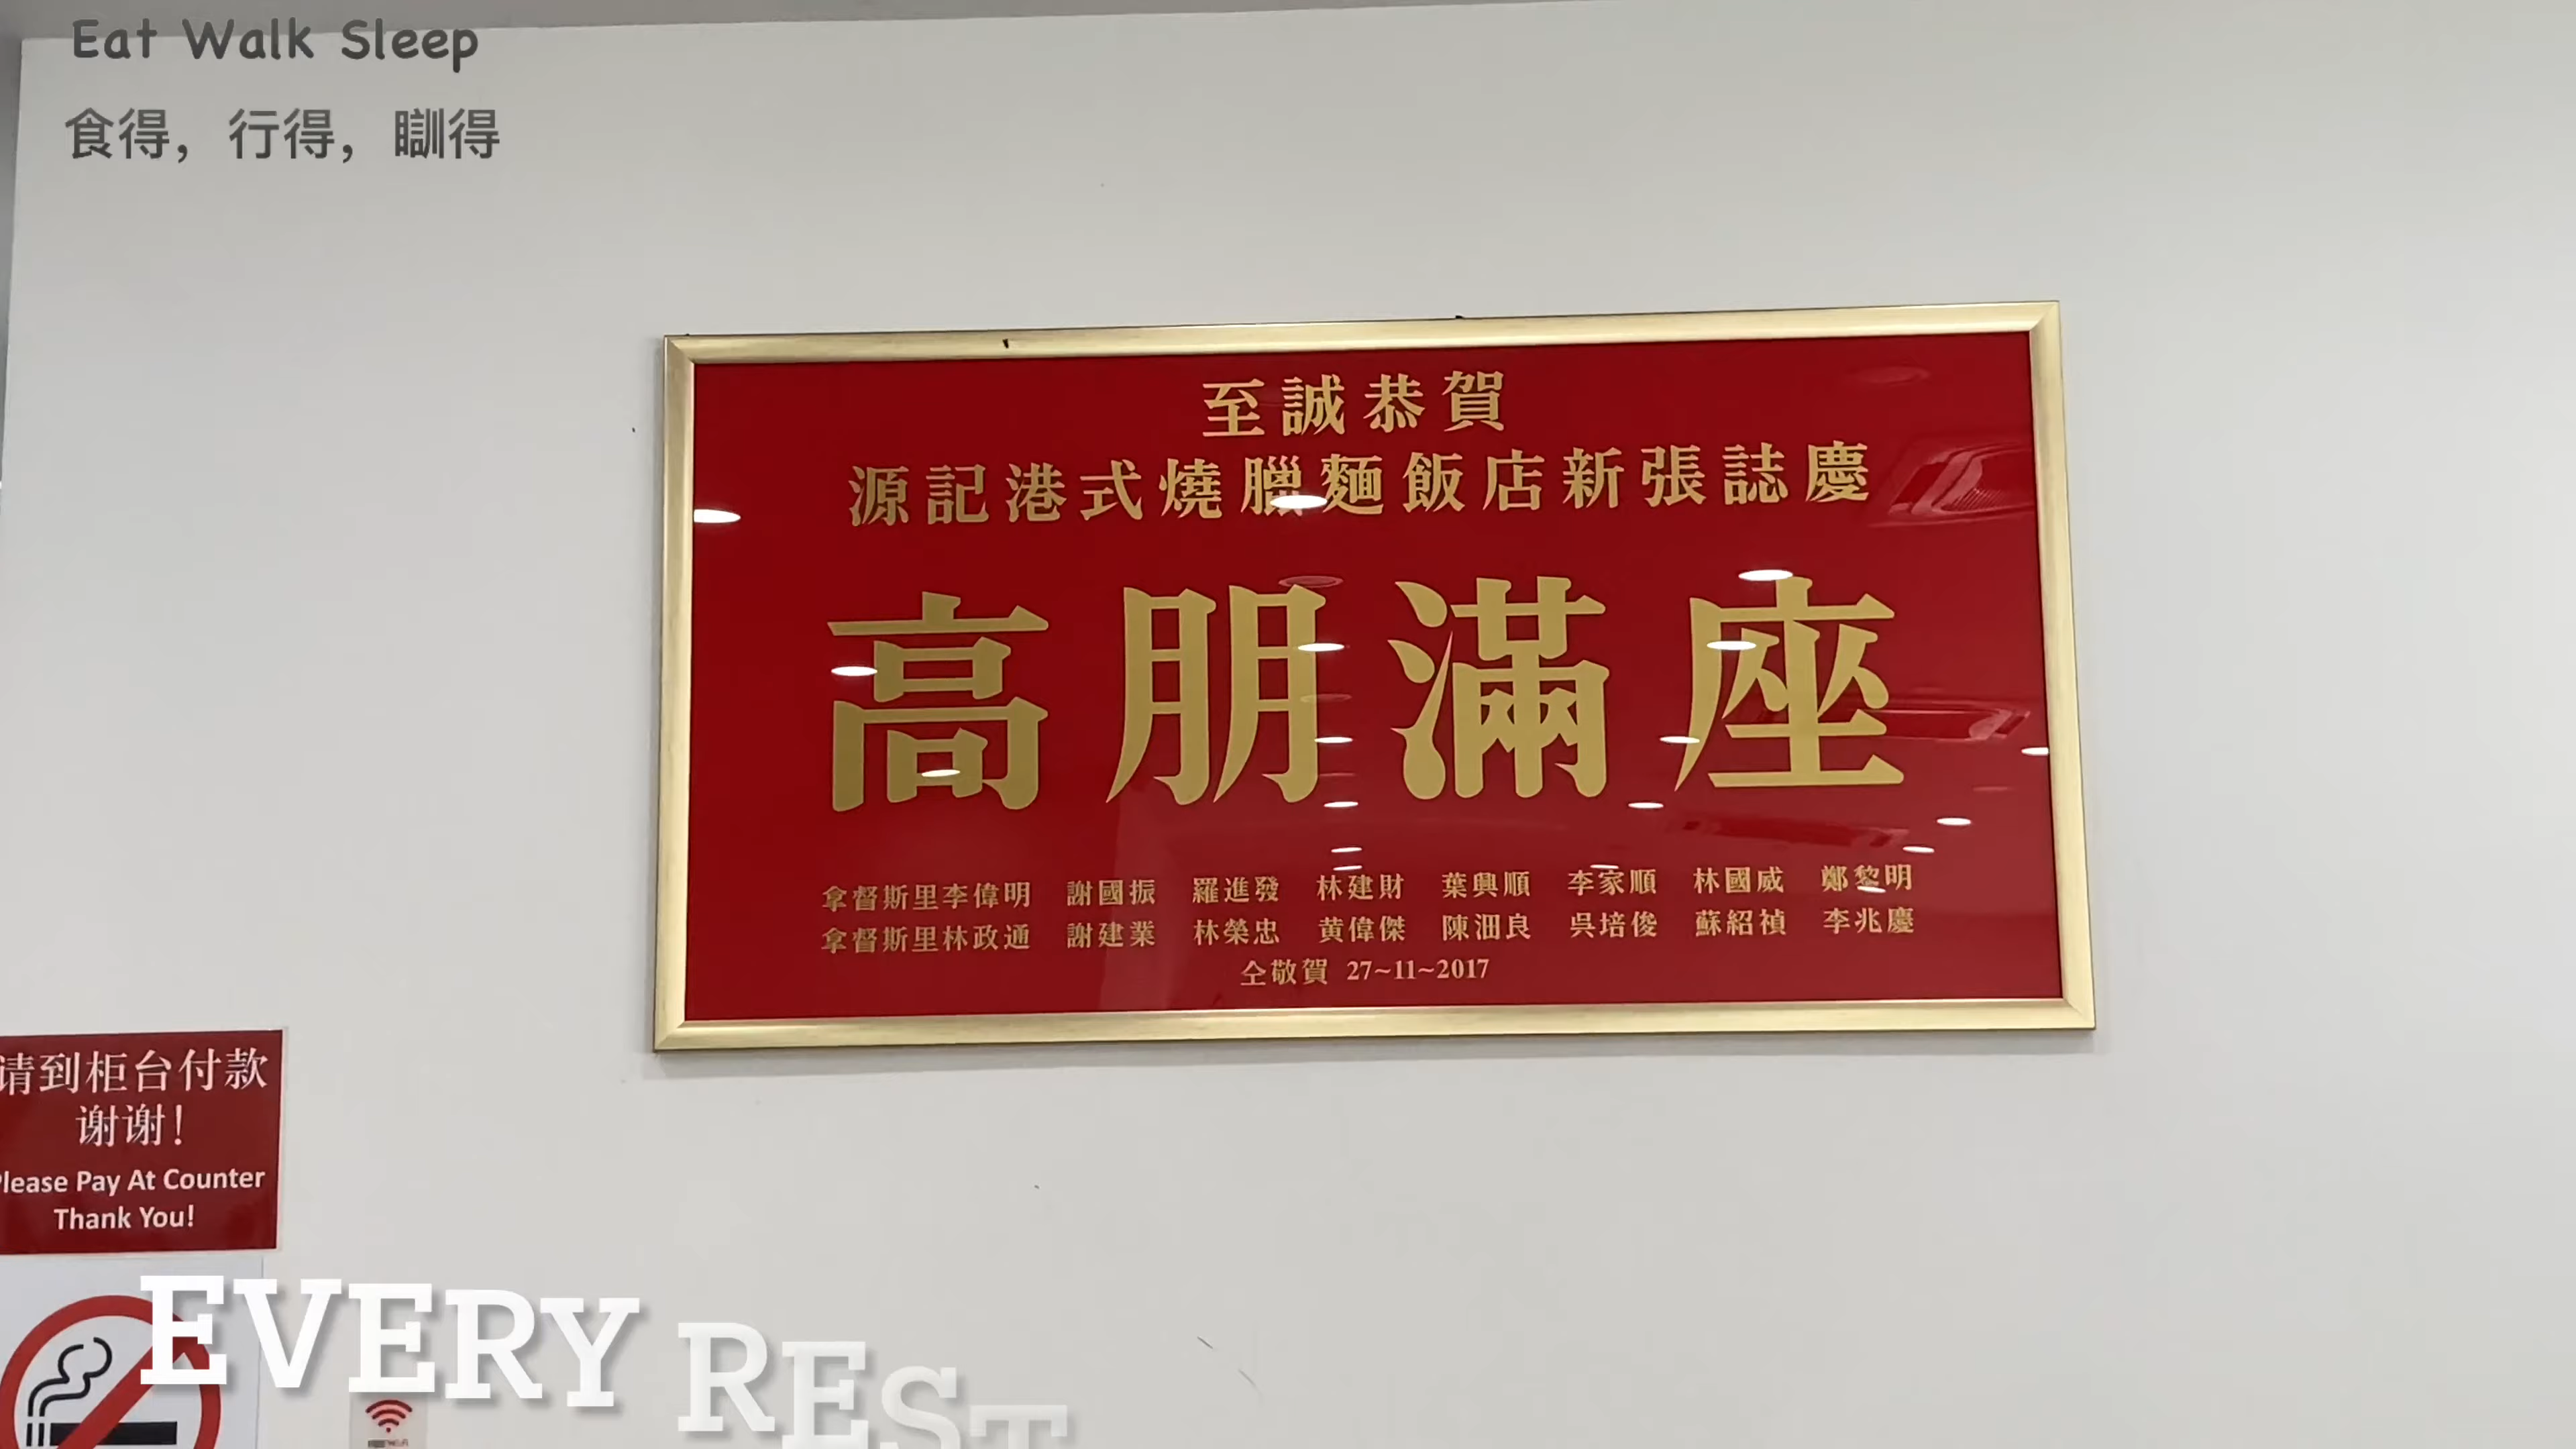 Eat Walk Sleep
食得，行得，瞓得
至誠恭賀
源記港式燒臘麵飯店新張誌慶
高朋滿座
拿督斯里李偉明 謝國振 羅進發 林建財 葉興順 李家順 林國威 鄭黎明
拿督斯里林政通 謝建業 林榮忠 黄偉傑 陳沺良 吳培俊 蘇紹禎 李兆慶
仝敬賀 27~11~2017
请到柜台付款
谢谢！
Please Pay At Counter
Thank You!
EVERY REST